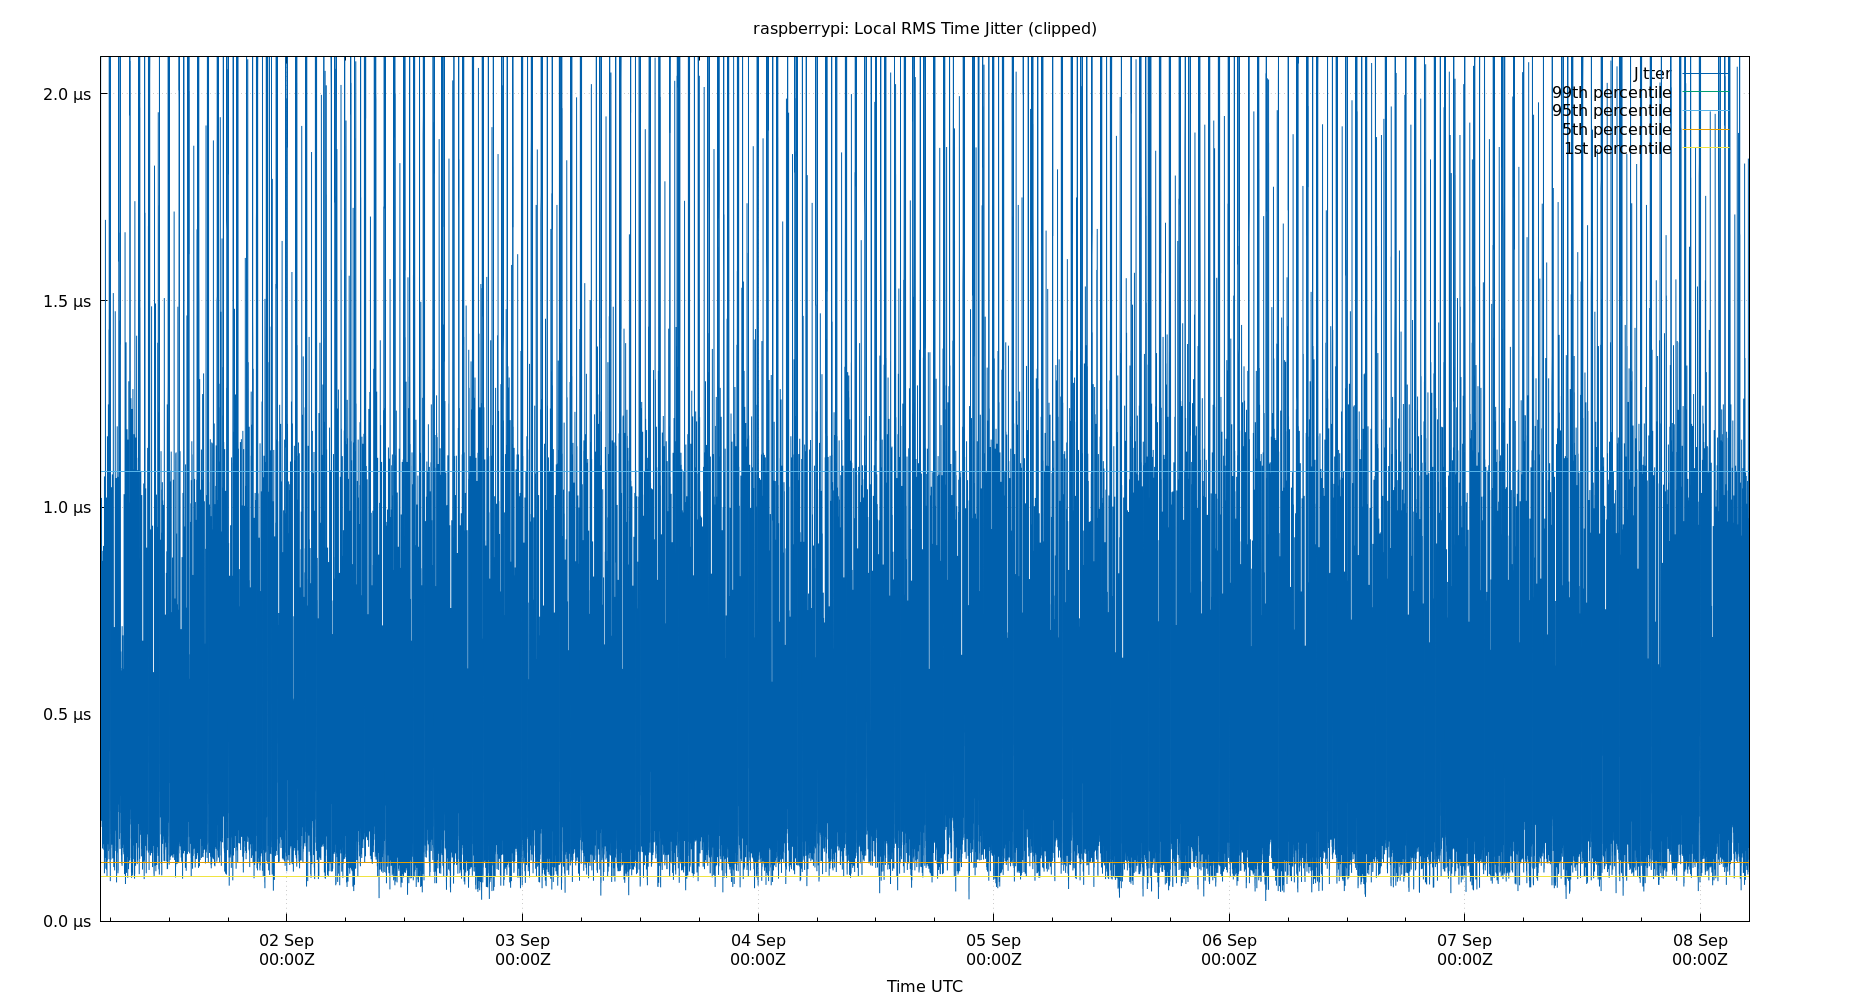 raspberrypi: Local RMS Time Jitter (clipped)
Jitter
99th percentile
95th percentile
5th percentile
1st percentile
2.0 µs
1.5 µs
1.0 µs
0.5 µs
0.0 µs
02 Sep 03 Sep 04 Sep 05 Sep 06 Sep 07 Sep 08 Sep
00:00Z 00:00Z 00:00Z 00:00Z 00:00Z 00:00Z 00:00Z
Time UTC